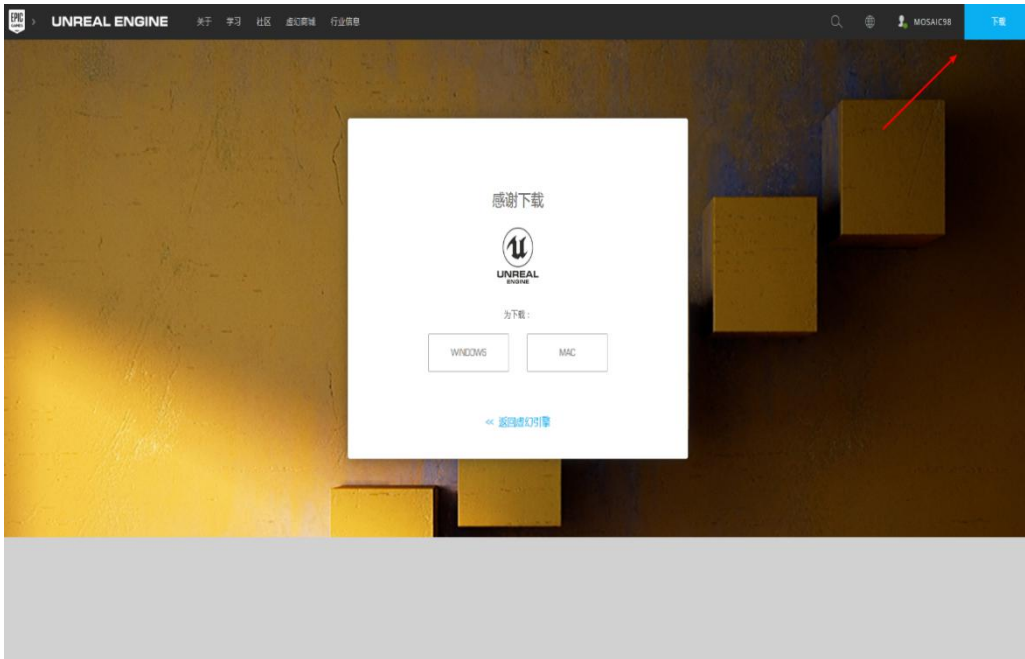 EPIC GAMES
UNREAL ENGINE 关于 学习 社区 虚幻商城 行业信息 MOSAIC98 下载
感谢下载
UNREAL
ENGINE
为下载：
WINDOWS MAC
<< 返回虚幻引擎